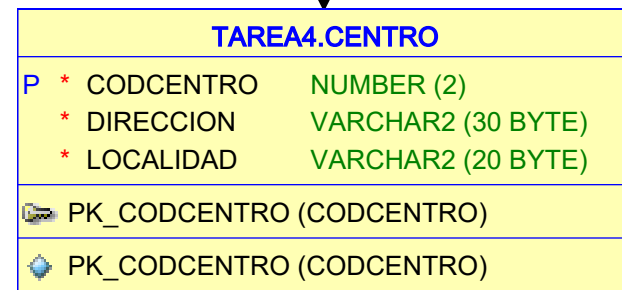 TAREA4.CENTRO
P * CODCENTRO NUMBER (2)
* DIRECCION VARCHAR2 (30 BYTE)
* LOCALIDAD VARCHAR2 (20 BYTE)
PK_CODCENTRO (CODCENTRO)
PK_CODCENTRO (CODCENTRO)